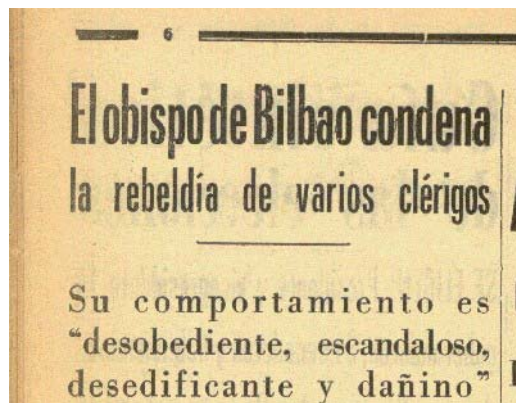 6
El obispo de Bilbao condena
la rebeldía de varios clérigos
Su comportamiento es
"desobediente, escandaloso,
desedificante y dañino"